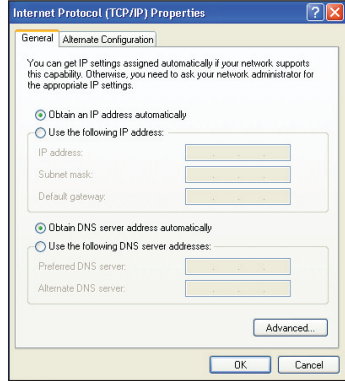 Internet Protocol (TCP/IP) Properties
General
Alternate Configuration
You can get IP settings assigned automatically if your network supports
this capability. Otherwise, you need to ask your network administrator for
the appropriate IP settings.
Obtain an IP address automatically
Use the following IP address:
IP address:
Subnet mask:
Default gateway:
Obtain DNS server address automatically
Use the following DNS server addresses:
Preferred DNS server:
Alternate DNS server:
Advanced...
OK
Cancel